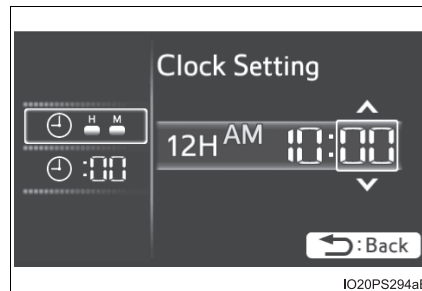 Clock Setting
H M
12H AM 10:00
:00
:Back
IO20PS294aE